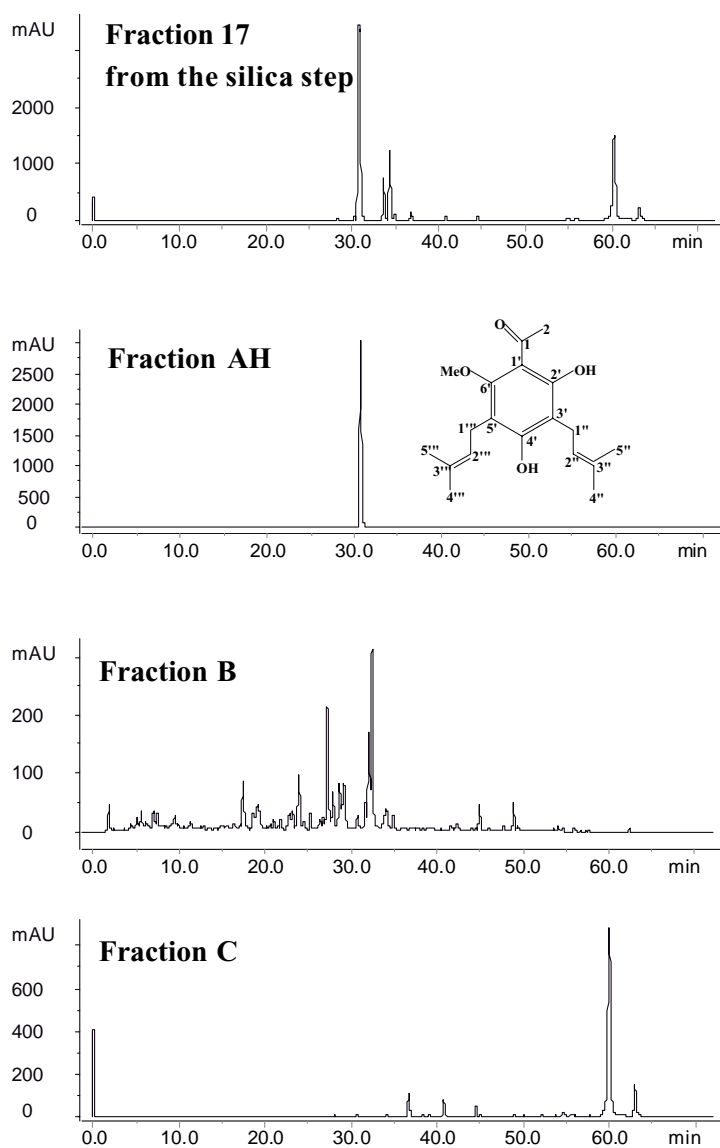 mAU
Fraction 17
from the silica step
2000
1000
0
0.0 10.0 20.0 30.0 40.0 50.0 60.0 min
mAU
Fraction AH
2500
2000
1500
1000
500
0
O
2
1
1'
MeO
2'
OH
6'
3'
1'''
5'
4'
1''
5'''
2'''
OH
2''
5''
3'''
3''
4'''
4''
0.0 10.0 20.0 30.0 40.0 50.0 60.0 min
mAU
Fraction B
200
100
0
0.0 10.0 20.0 30.0 40.0 50.0 60.0 min
mAU
Fraction C
600
400
200
0
0.0 10.0 20.0 30.0 40.0 50.0 60.0 min